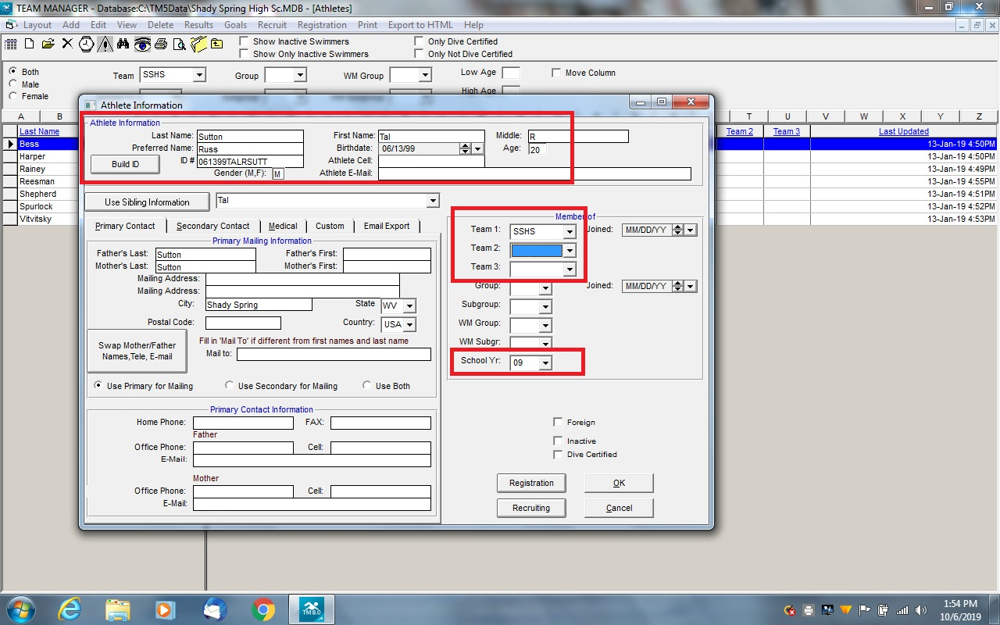 TEAM MANAGER - Database:C:\TM5Data\Shady Spring High Sc.MDB - [Athletes]
Layout Add Edit View Delete Results Goals Recruit Registration Print Export to HTML Help
Show Inactive Swimmers Only Dive Certified
Show Only Inactive Swimmers Only Not Dive Certified
Both Team SSHS Group WM Group Low Age Move Column
Male
Female High Age
A B T U V W X Y Z
Last Name Team 2 Team 3 Last Updated
Bess 13-Jan-19 4:50PM
Harper 13-Jan-19 4:50PM
Rainey 13-Jan-19 4:49PM
Reesman 13-Jan-19 4:55PM
Shepherd 13-Jan-19 4:51PM
Spurlock 13-Jan-19 4:52PM
Vitvitsky 13-Jan-19 4:53PM
Athlete Information
Athlete Information
Last Name: Sutton First Name: Tal Middle: R
Preferred Name: Russ Birthdate: 06/13/99 Age: 20
Build ID ID # 061399TALRSUTT Athlete Cell:
Gender (M,F): M Athlete E-Mail:
Use Sibling Information Tal
Primary Contact Secondary Contact Medical Custom Email Export
Primary Mailing Information
Father's Last: Sutton Father's First:
Mother's Last: Sutton Mother's First:
Mailing Address:
Mailing Address:
City: Shady Spring State WV
Postal Code: Country: USA
Swap Mother/Father Names,Tele, E-mail
Fill in 'Mail To' if different from first names and last name
Mail to:
Use Primary for Mailing Use Secondary for Mailing Use Both
Primary Contact Information
Home Phone: FAX:
Father
Office Phone: Cell:
E-Mail:
Mother
Office Phone: Cell:
E-Mail:
Member of
Team 1: SSHS Joined: MM/DD/YY
Team 2:
Team 3:
Group: Joined: MM/DD/YY
Subgroup:
WM Group:
WM Subgr:
School Yr: 09
Foreign
Inactive
Dive Certified
Registration OK
Recruiting Cancel
TM 8.0
1:54 PM
10/6/2019